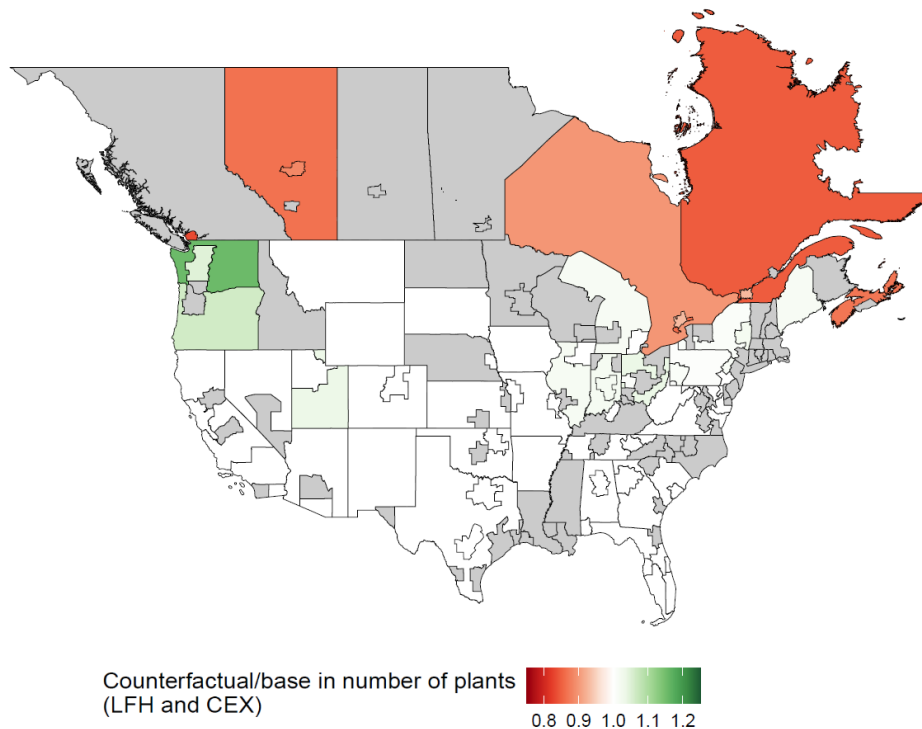 Counterfactual/base in number of plants
(LFH and CEX)
0.8 0.9 1.0 1.1 1.2